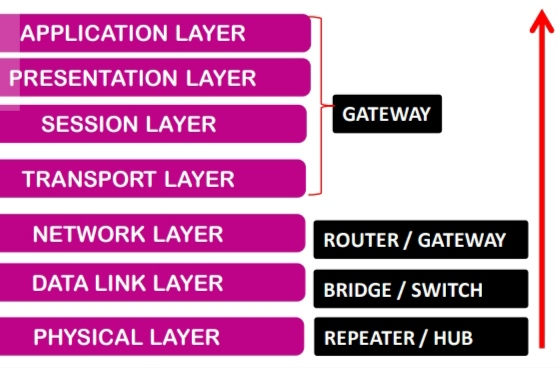 APPLICATION LAYER
PRESENTATION LAYER
SESSION LAYER
GATEWAY
TRANSPORT LAYER
NETWORK LAYER
ROUTER / GATEWAY
DATA LINK LAYER
BRIDGE / SWITCH
PHYSICAL LAYER
REPEATER / HUB